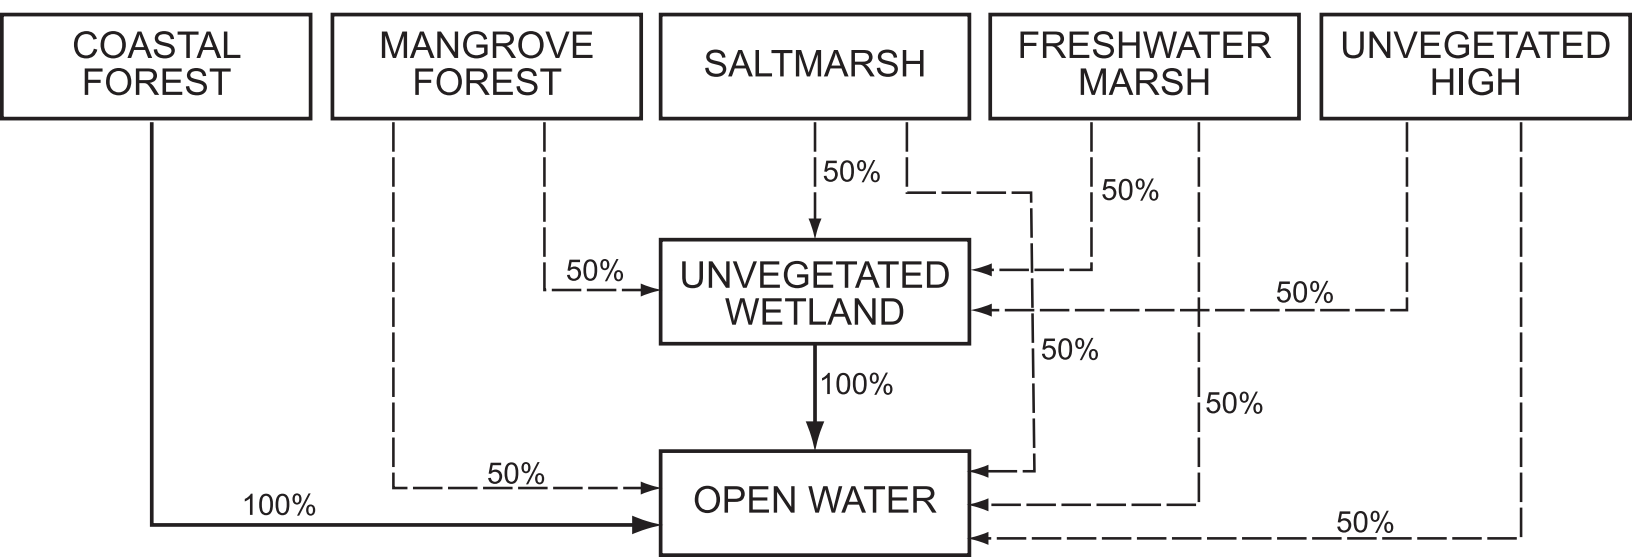 COASTAL
FOREST
MANGROVE
FOREST
SALTMARSH
FRESHWATER
MARSH
UNVEGETATED
HIGH
50%
50%
50%
UNVEGETATED
WETLAND
50%
50%
100%
50%
50%
OPEN WATER
100%
50%